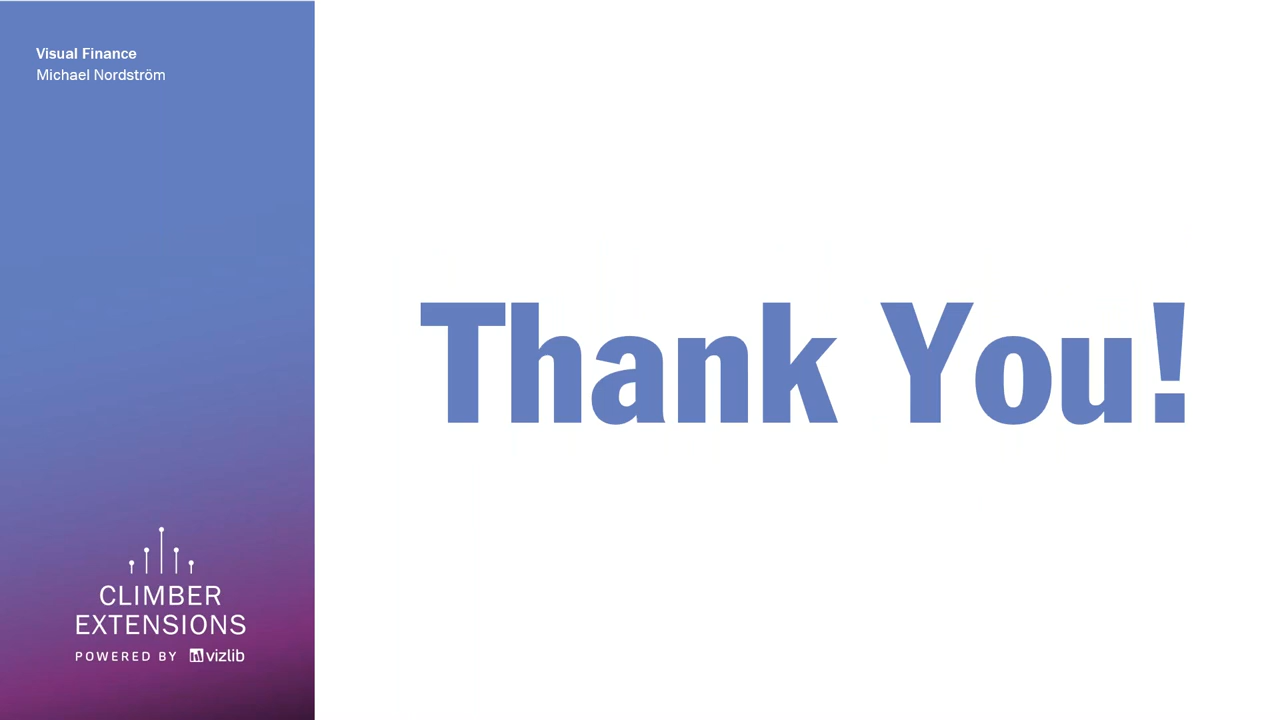 Visual Finance
Michael Nordström
Thank You!
CLIMBER
EXTENSIONS
POWERED BY vizlib